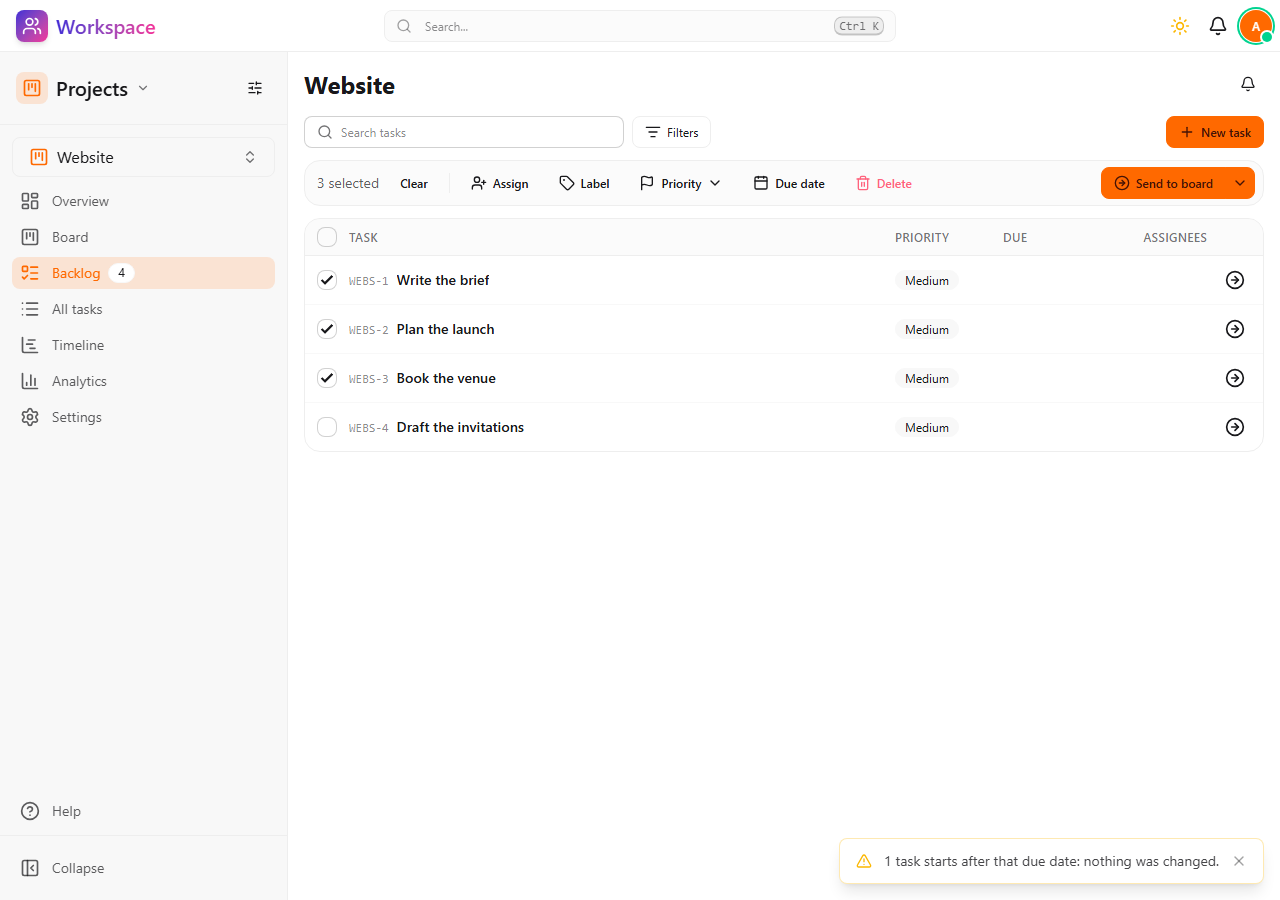 Workspace
Search...
Ctrl K
A
Projects
Website
Overview
Board
Backlog 4
All tasks
Timeline
Analytics
Settings
Help
Collapse
Website
Search tasks
Filters
New task
3 selected Clear Assign Label Priority Due date Delete Send to board
TASK PRIORITY DUE ASSIGNEES
WEBS-1 Write the brief Medium
WEBS-2 Plan the launch Medium
WEBS-3 Book the venue Medium
WEBS-4 Draft the invitations Medium
1 task starts after that due date: nothing was changed.